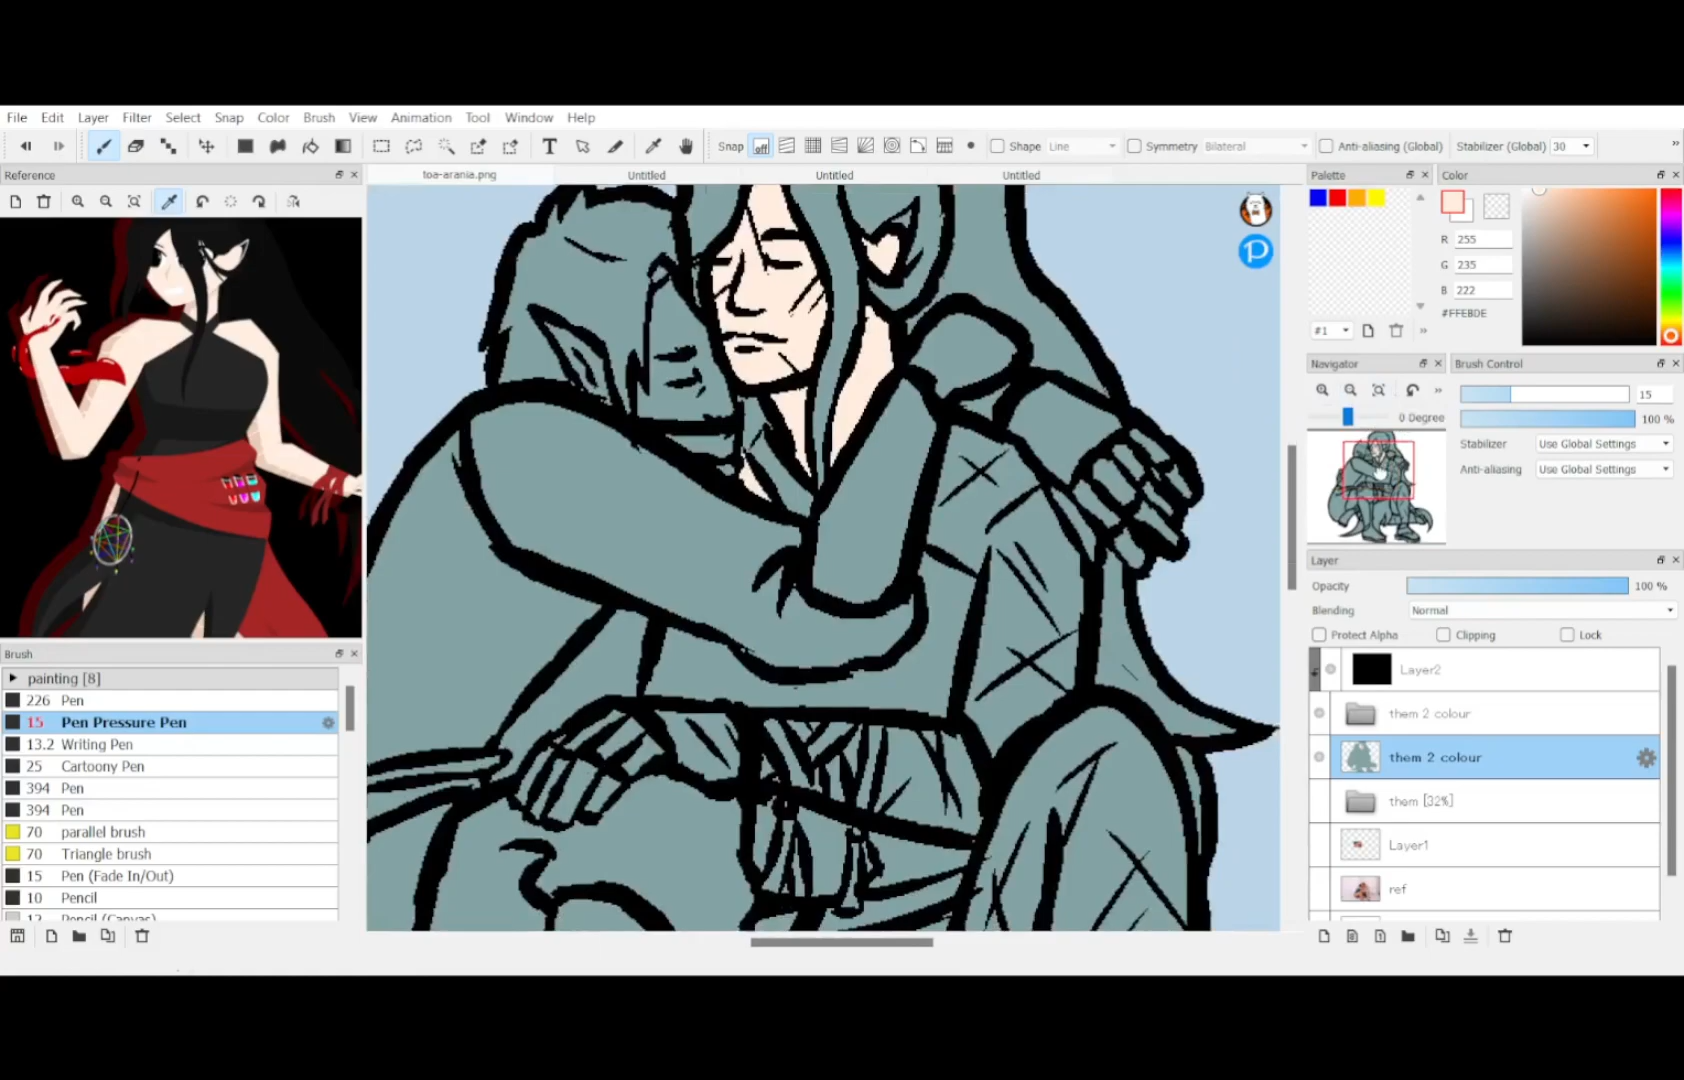 File Edit Layer Filter Select Snap Color Brush View Animation Tool Window Help
Snap off Shape Line Symmetry Bilateral Anti-aliasing (Global) Stabilizer (Global) 30
Reference
toa-arania.png Untitled Untitled Untitled
Palette
Color
R 255
G 235
B 222
#FFEBDE
#1
Navigator
0 Degree
Brush Control
15
100 %
Stabilizer Use Global Settings
Anti-aliasing Use Global Settings
Layer
Opacity 100 %
Blending Normal
Protect Alpha Clipping Lock
Layer2
them 2 colour
them 2 colour
them [32%]
Layer1
ref
Brush
painting [8]
226 Pen
15 Pen Pressure Pen
13.2 Writing Pen
25 Cartoony Pen
394 Pen
394 Pen
70 parallel brush
70 Triangle brush
15 Pen (Fade In/Out)
10 Pencil
12 Pencil (Canvas)
P